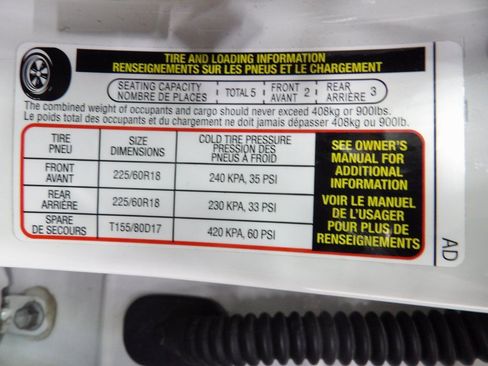 TIRE AND LOADING INFORMATION
RENSEIGNEMENTS SUR LES PNEUS ET LE CHARGEMENT
SEATING CAPACITY
NOMBRE DE PLACES
TOTAL 5
FRONT
AVANT 2
REAR
ARRIÈRE 3
The combined weight of occupants and cargo should never exceed 408kg or 900lbs.
Le poids total des occupants et du chargement ne doit jamais dépasser 408kg ou 900lb.
TIRE
PNEU
SIZE
DIMENSIONS
COLD TIRE PRESSURE
PRESSION DES
PNEUS À FROID
FRONT
AVANT
225/60R18
240 KPA, 35 PSI
REAR
ARRIÈRE
225/60R18
230 KPA, 33 PSI
SPARE
DE SECOURS
T155/80D17
420 KPA, 60 PSI
SEE OWNER'S
MANUAL FOR
ADDITIONAL
INFORMATION
VOIR LE MANUEL
DE L'USAGER
POUR PLUS DE
RENSEIGNEMENTS
AD